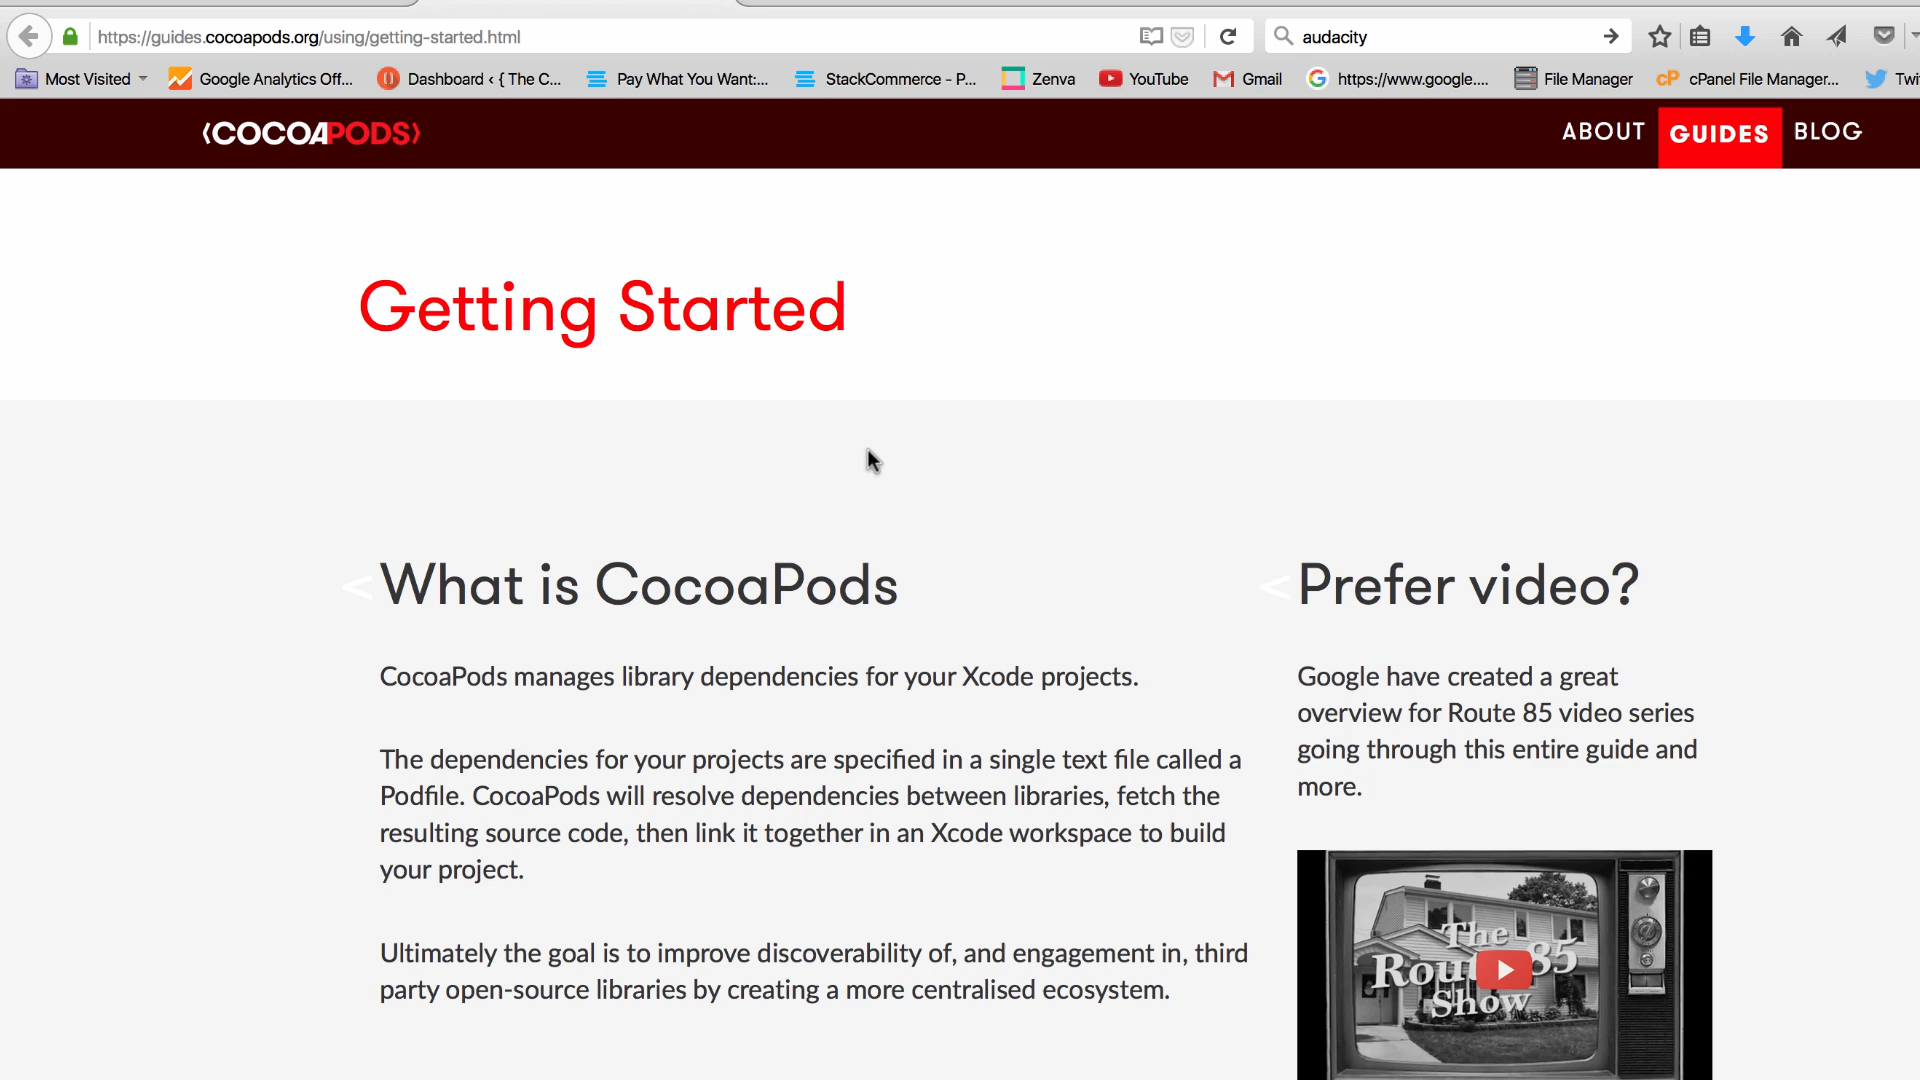 https://guides.cocoapods.org/using/getting-started.html
audacity
Most Visited
Google Analytics Off...
Dashboard ‹ { The C...
Pay What You Want:...
StackCommerce - P...
Zenva
YouTube
Gmail
https://www.google....
File Manager
cP cPanel File Manager...
Twi
COCOAPODS
ABOUT
GUIDES
BLOG
Getting Started
What is CocoaPods
CocoaPods manages library dependencies for your Xcode projects.
The dependencies for your projects are specified in a single text file called a
Podfile. CocoaPods will resolve dependencies between libraries, fetch the
resulting source code, then link it together in an Xcode workspace to build
your project.
Ultimately the goal is to improve discoverability of, and engagement in, third
party open-source libraries by creating a more centralised ecosystem.
Prefer video?
Google have created a great
overview for Route 85 video series
going through this entire guide and
more.
The
Route 85
Show